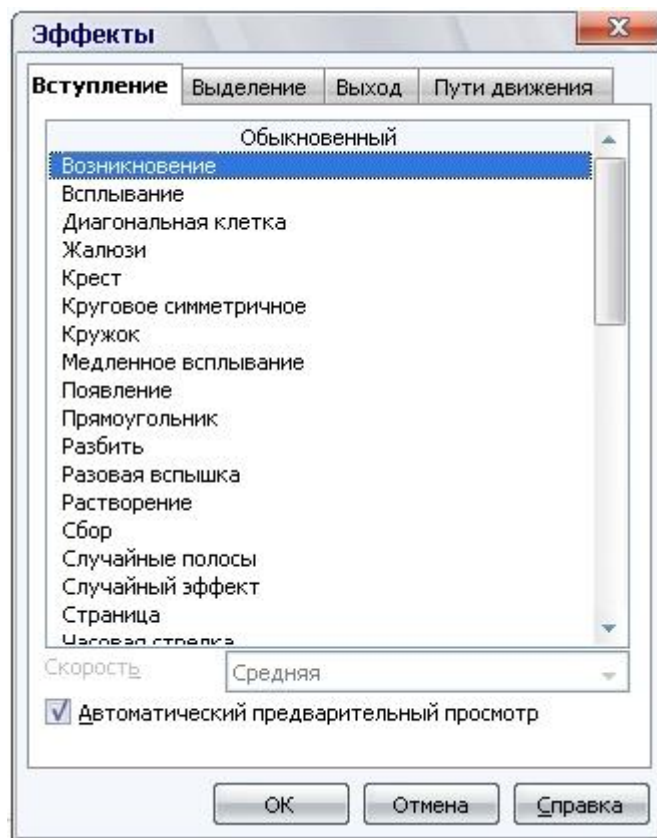 Эффекты
Вступление Выделение Выход Пути движения
Обыкновенный
Возникновение
Всплывание
Диагональная клетка
Жалюзи
Крест
Круговое симметричное
Кружок
Медленное всплывание
Появление
Прямоугольник
Разбить
Разовая вспышка
Растворение
Сбор
Случайные полосы
Случайный эффект
Страница
Часовая стрелка
Скорость Средняя
Автоматический предварительный просмотр
ОК Отмена Справка